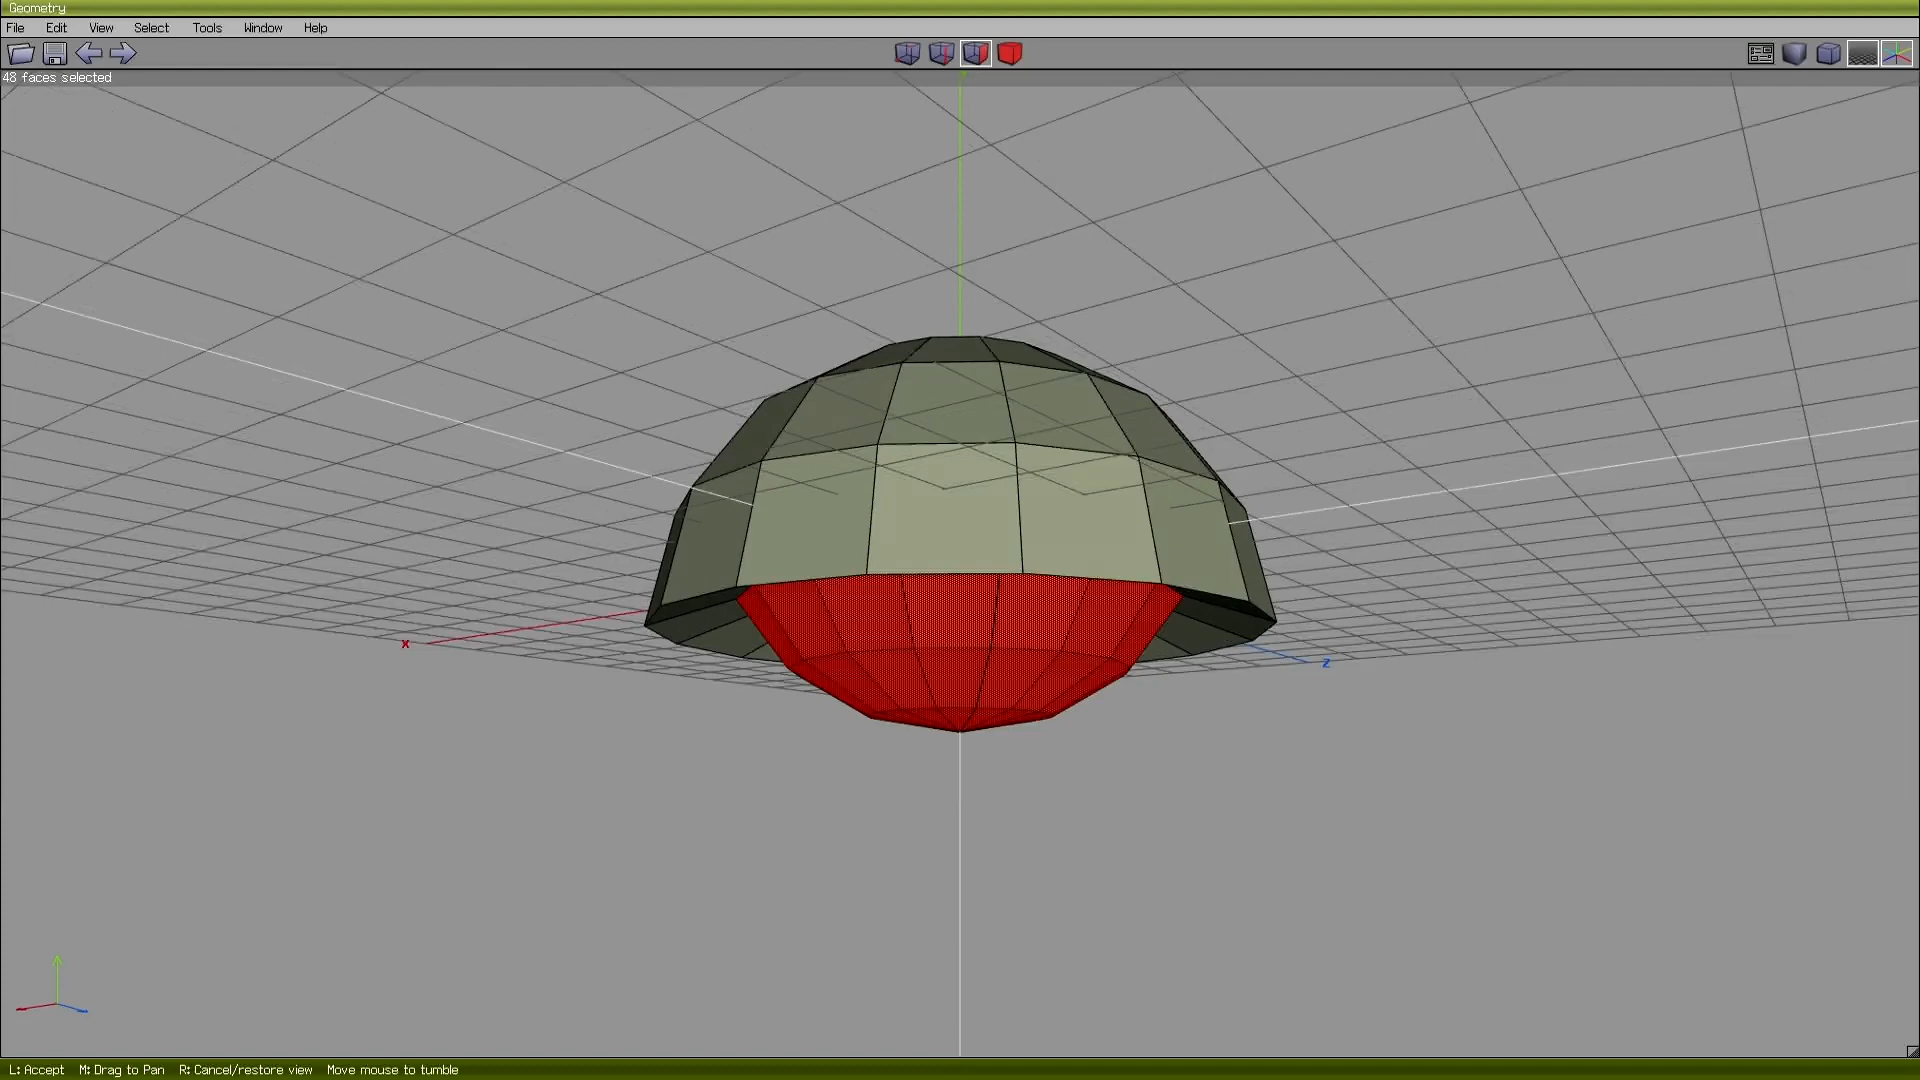 Geometry
File Edit View Select Tools Window Help
48 faces selected
X
Z
L: Accept M: Drag to Pan R: Cancel/restore view Move mouse to tumble